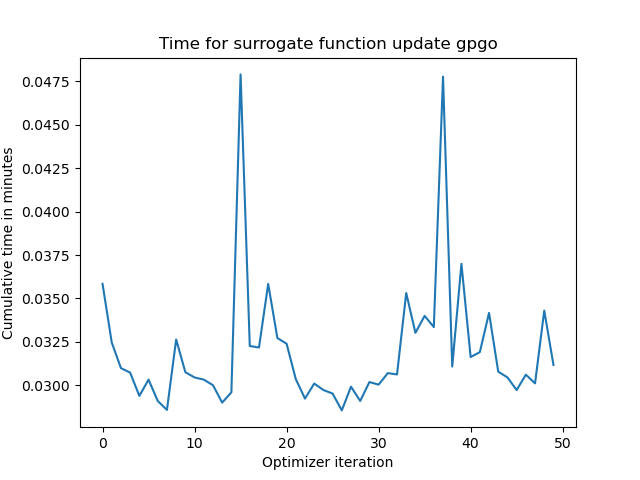 Time for surrogate function update gpgo
0.0475
0.0450
0.0425
0.0400
0.0375
0.0350
0.0325
0.0300
Cumulative time in minutes
0 10 20 30 40 50
Optimizer iteration